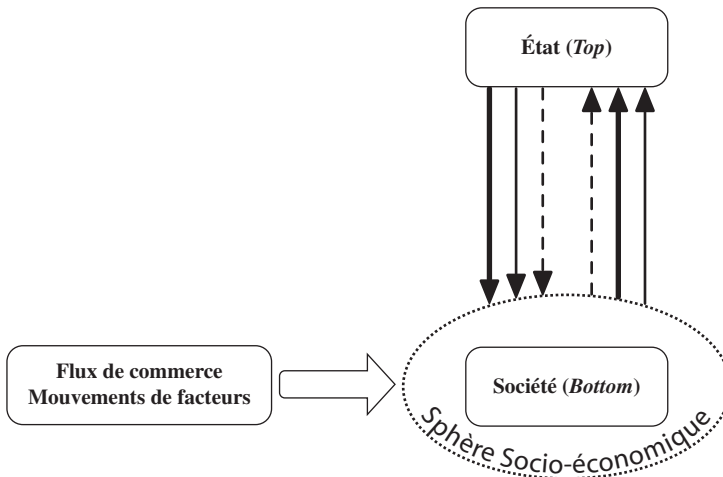 État (Top)
Flux de commerce
Mouvements de facteurs
Société (Bottom)
Sphère Socio-économique